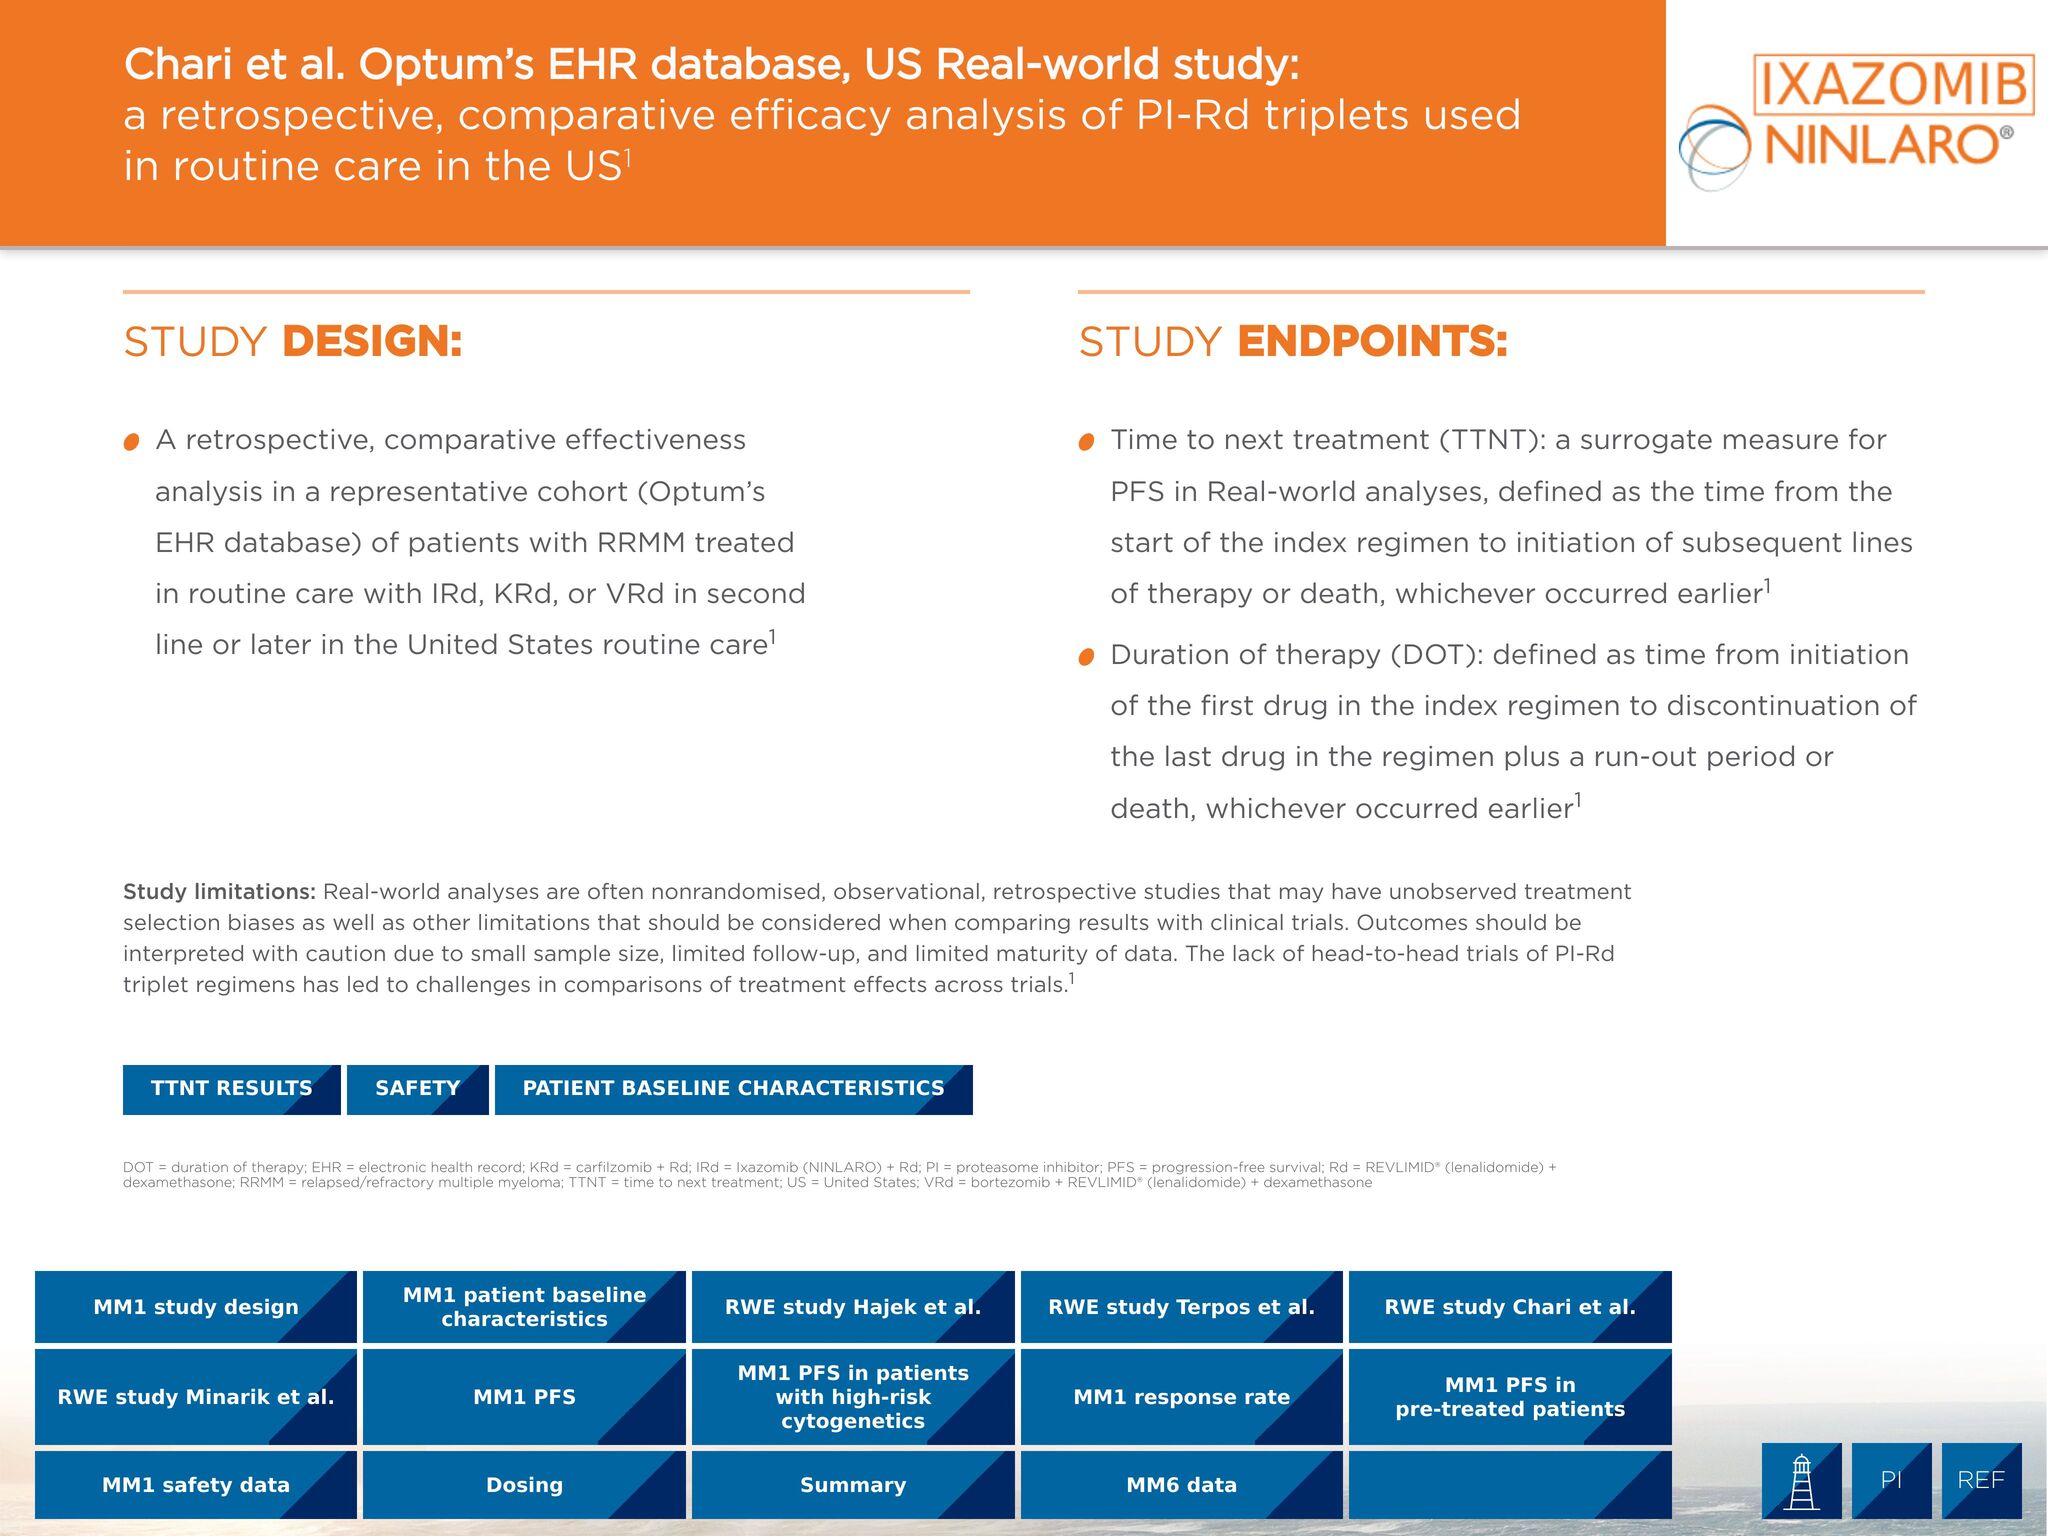 Chari et al. Optum’s EHR database, US Real-world study:
a retrospective, comparative efficacy analysis of PI-Rd triplets used
in routine care in the US1
IXAZOMIB
NINLARO®
STUDY DESIGN:
A retrospective, comparative effectiveness
analysis in a representative cohort (Optum’s
EHR database) of patients with RRMM treated
in routine care with IRd, KRd, or VRd in second
line or later in the United States routine care1
STUDY ENDPOINTS:
Time to next treatment (TTNT): a surrogate measure for
PFS in Real-world analyses, defined as the time from the
start of the index regimen to initiation of subsequent lines
of therapy or death, whichever occurred earlier1
Duration of therapy (DOT): defined as time from initiation
of the first drug in the index regimen to discontinuation of
the last drug in the regimen plus a run-out period or
death, whichever occurred earlier1
Study limitations: Real-world analyses are often nonrandomised, observational, retrospective studies that may have unobserved treatment
selection biases as well as other limitations that should be considered when comparing results with clinical trials. Outcomes should be
interpreted with caution due to small sample size, limited follow-up, and limited maturity of data. The lack of head-to-head trials of PI-Rd
triplet regimens has led to challenges in comparisons of treatment effects across trials.1
TTNT RESULTS
SAFETY
PATIENT BASELINE CHARACTERISTICS
DOT = duration of therapy; EHR = electronic health record; KRd = carfilzomib + Rd; IRd = Ixazomib (NINLARO) + Rd; PI = proteasome inhibitor; PFS = progression-free survival; Rd = REVLIMID® (lenalidomide) +
dexamethasone; RRMM = relapsed/refractory multiple myeloma; TTNT = time to next treatment; US = United States; VRd = bortezomib + REVLIMID® (lenalidomide) + dexamethasone
MM1 study design
MM1 patient baseline
characteristics
RWE study Hajek et al.
RWE study Terpos et al.
RWE study Chari et al.
RWE study Minarik et al.
MM1 PFS
MM1 PFS in patients
with high-risk
cytogenetics
MM1 response rate
MM1 PFS in
pre-treated patients
MM1 safety data
Dosing
Summary
MM6 data
PI
REF